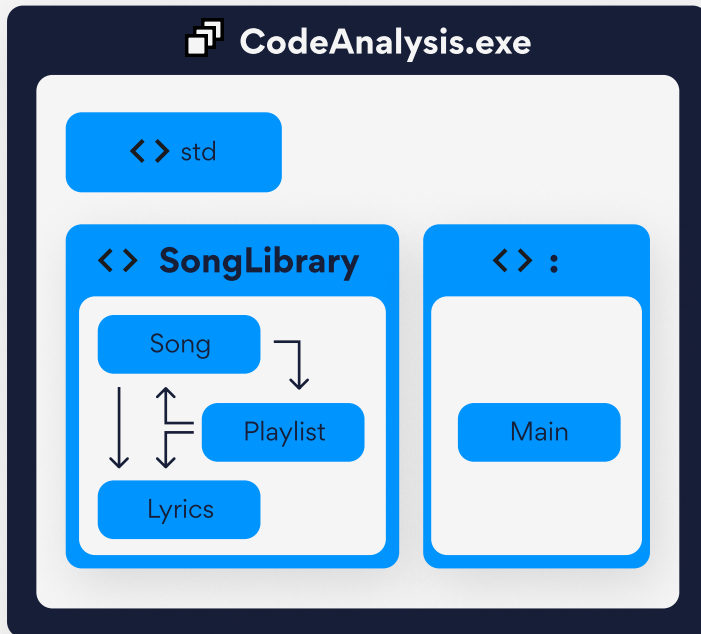 CodeAnalysis.exe
<> std
<> SongLibrary
<> :
Song
Playlist
Main
Lyrics